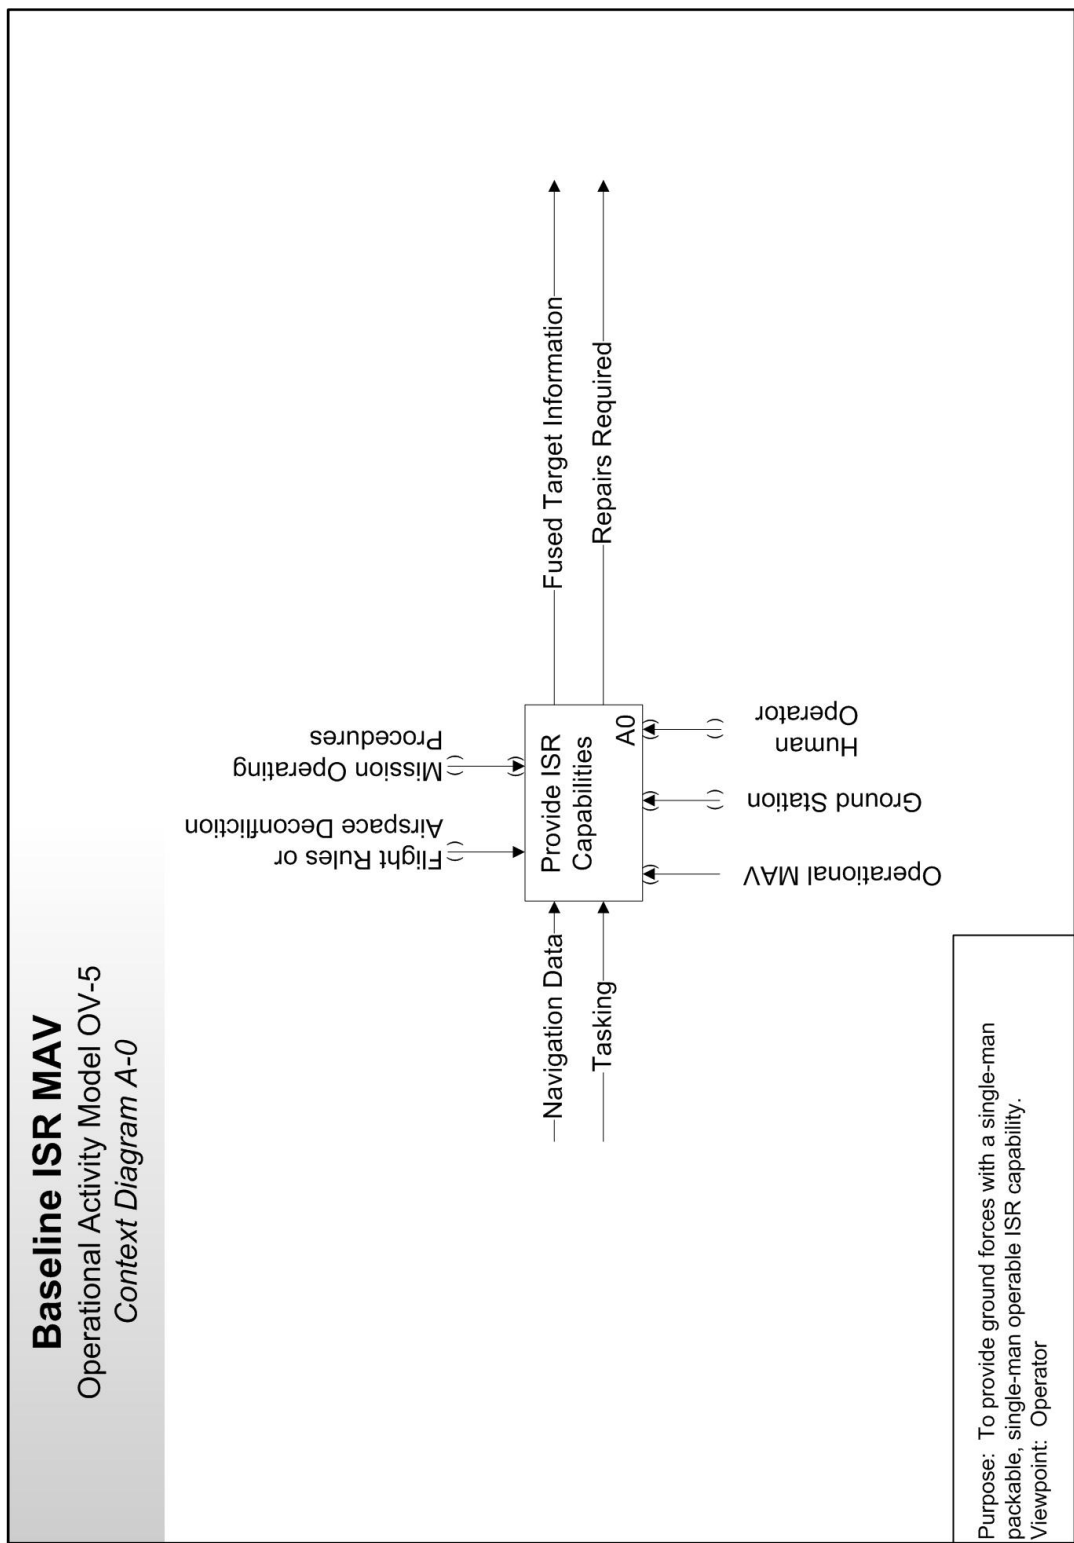 Baseline ISR MAV
Operational Activity Model OV-5
Context Diagram A-0
Flight Rules or
Airspace Deconfliction
Mission Operating
Procedures
Navigation Data
Tasking
Provide ISR
Capabilities
A0
Fused Target Information
Repairs Required
Operational MAV
Ground Station
Human
Operator
Purpose: To provide ground forces with a single-man
packable, single-man operable ISR capability.
Viewpoint: Operator